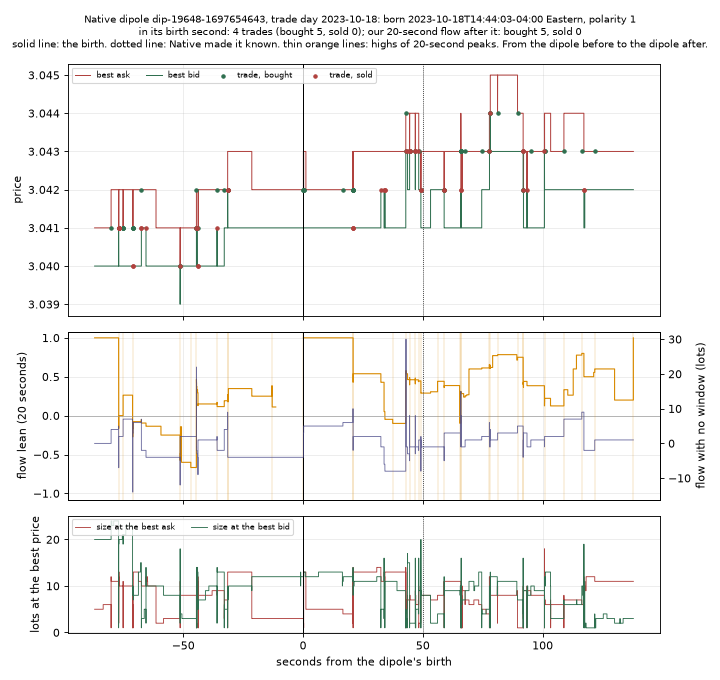 Native dipole dip-19648-1697654643, trade day 2023-10-18: born 2023-10-18T14:44:03-04:00 Eastern, polarity 1
in its birth second: 4 trades (bought 5, sold 0); our 20-second flow after it: bought 5, sold 0
solid line: the birth. dotted line: Native made it known. thin orange lines: highs of 20-second peaks. From the dipole before to the dipole after.
best ask
best bid
trade, bought
trade, sold
3.045
3.044
3.043
3.042
3.041
3.040
3.039
price
1.0
0.5
0.0
−0.5
−1.0
flow lean (20 seconds)
30
20
10
0
−10
flow with no window (lots)
size at the best ask
size at the best bid
20
10
0
lots at the best price
−50
0
50
100
seconds from the dipole's birth